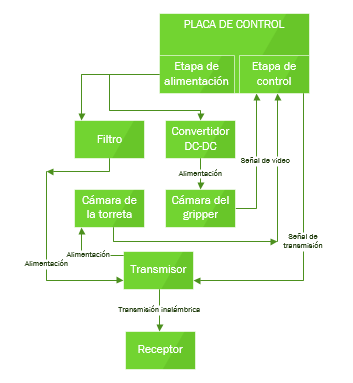 PLACA DE CONTROL
Etapa de
alimentación
Etapa de
control
Filtro
Convertidor
DC-DC
Señal de video
Alimentación
Cámara de
la torreta
Cámara del
gripper
Señal de
transmisión
Alimentación
Alimentación
Transmisor
Transmisión inalámbrica
Receptor